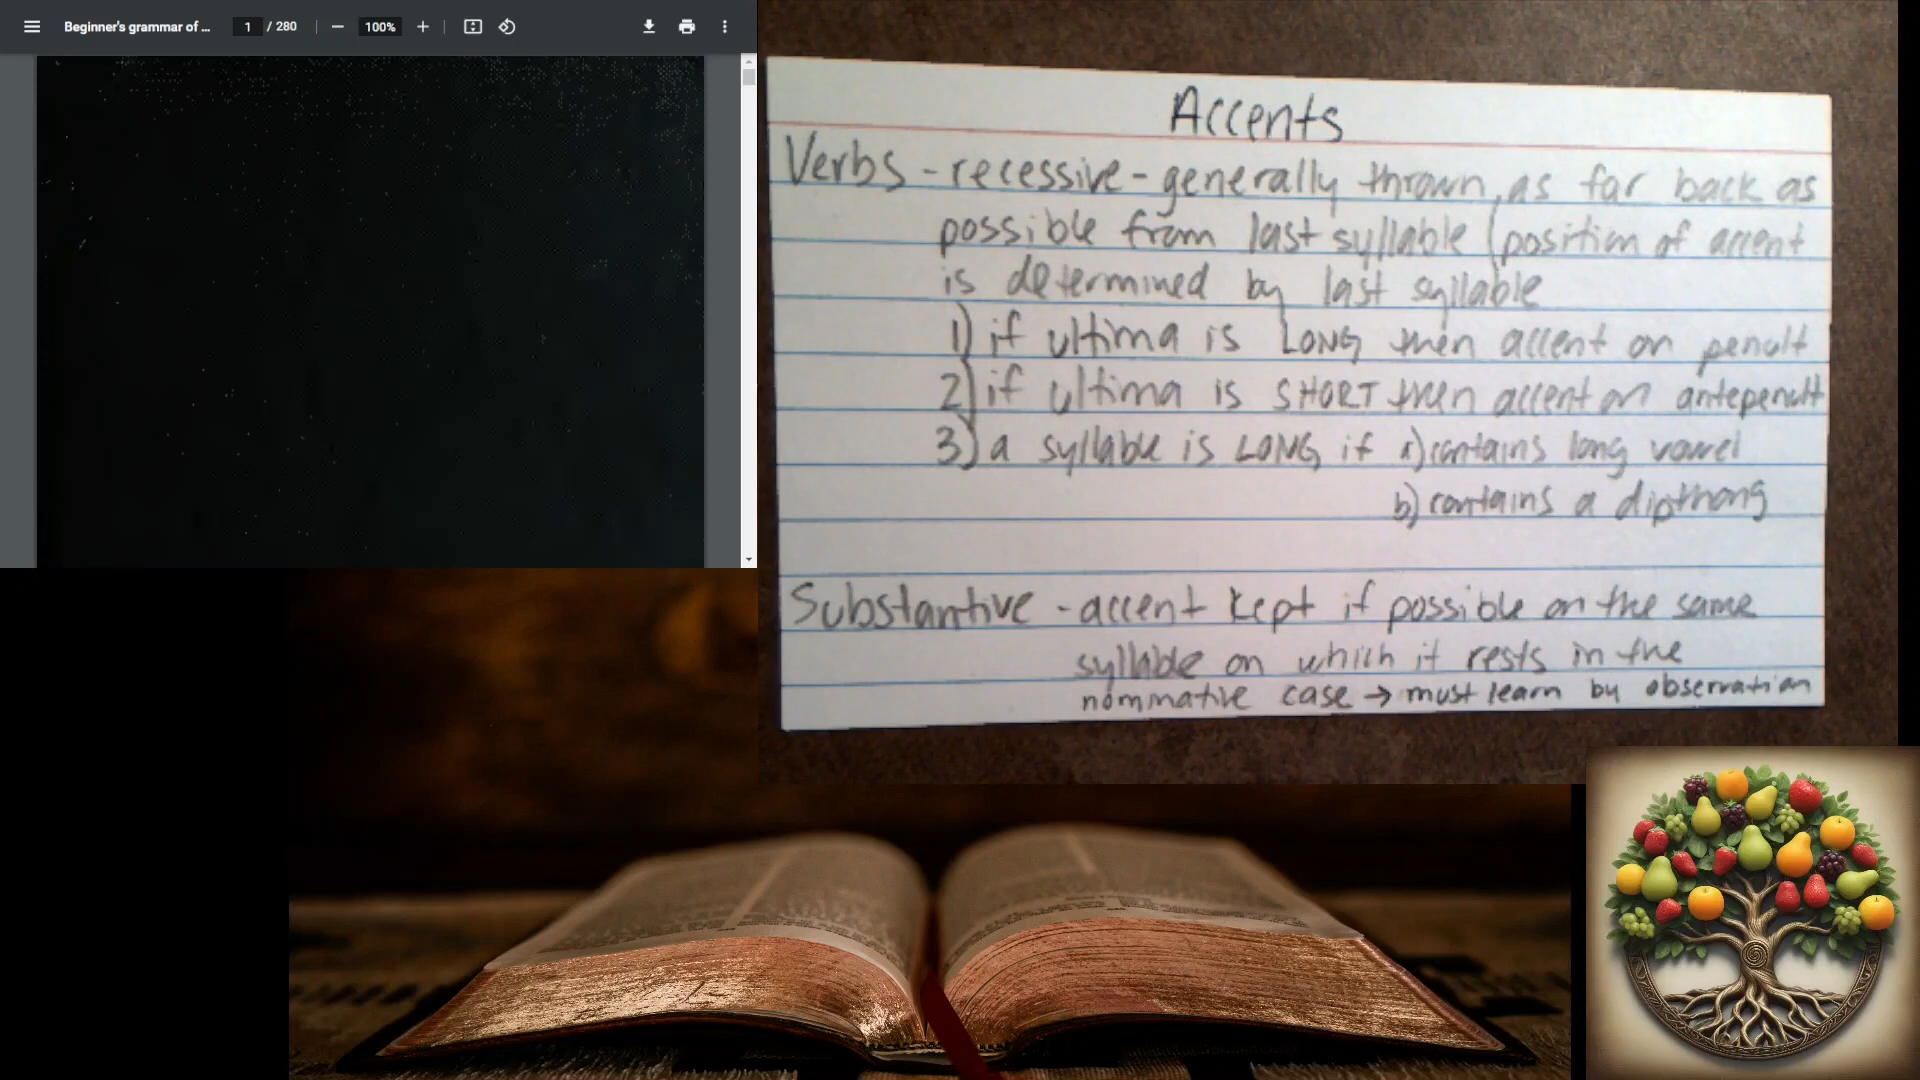 Beginner's grammar of ...
1 / 280
100%
Accents
Verbs - recessive - generally thrown, as far back as
possible from last syllable (position of accent
is determined by last syllable
1) if ultima is LONG then accent on penult
2) if ultima is SHORT then accent on antepenult
3) a syllable is LONG if a) contains long vowel
b) contains a dipthong
Substantive - accent kept if possible on the same
syllable on which it rests in the
nominative case → must learn by observation